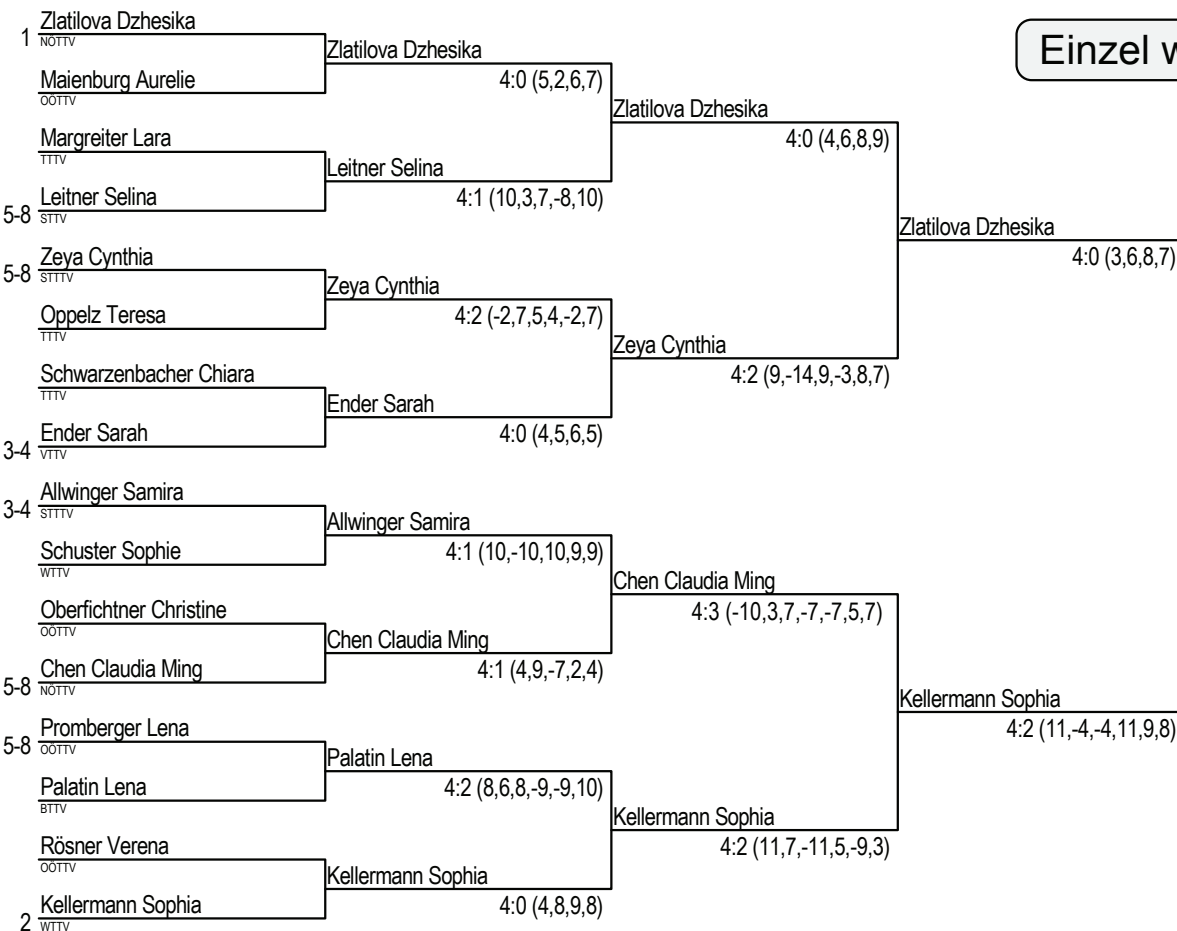 Einzel w
1 Zlatilova Dzhesika
NÖTTV
Maienburg Aurelie
OÖTTV
Margreiter Lara
TTTV
5-8 Leitner Selina
STTV
5-8 Zeya Cynthia
STTTV
Oppelz Teresa
TTTV
Schwarzenbacher Chiara
TTTV
3-4 Ender Sarah
VTTV
3-4 Allwinger Samira
STTTV
Schuster Sophie
WTTV
Oberfichtner Christine
OÖTTV
5-8 Chen Claudia Ming
NÖTTV
5-8 Promberger Lena
OÖTTV
Palatin Lena
BTTV
Rösner Verena
OÖTTV
2 Kellermann Sophia
WTTV
Zlatilova Dzhesika
4:0 (5,2,6,7)
Leitner Selina
4:1 (10,3,7,-8,10)
Zeya Cynthia
4:2 (-2,7,5,4,-2,7)
Ender Sarah
4:0 (4,5,6,5)
Allwinger Samira
4:1 (10,-10,10,9,9)
Chen Claudia Ming
4:1 (4,9,-7,2,4)
Palatin Lena
4:2 (8,6,8,-9,-9,10)
Kellermann Sophia
4:0 (4,8,9,8)
Zlatilova Dzhesika
4:0 (4,6,8,9)
Zeya Cynthia
4:2 (9,-14,9,-3,8,7)
Chen Claudia Ming
4:3 (-10,3,7,-7,-7,5,7)
Kellermann Sophia
4:2 (11,7,-11,5,-9,3)
Zlatilova Dzhesika
4:0 (3,6,8,7)
Kellermann Sophia
4:2 (11,-4,-4,11,9,8)